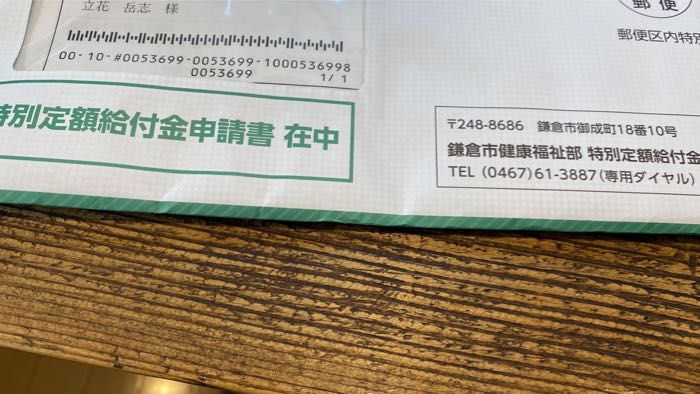 立花 岳志 様
00-10-#0053699-0053699-1000536998
0053699 1/1
特別定額給付金申請書 在中
郵便
郵便区内特別
〒248-8686 鎌倉市御成町18番10号
鎌倉市健康福祉部 特別定額給付金
TEL (0467)61-3887(専用ダイヤル)